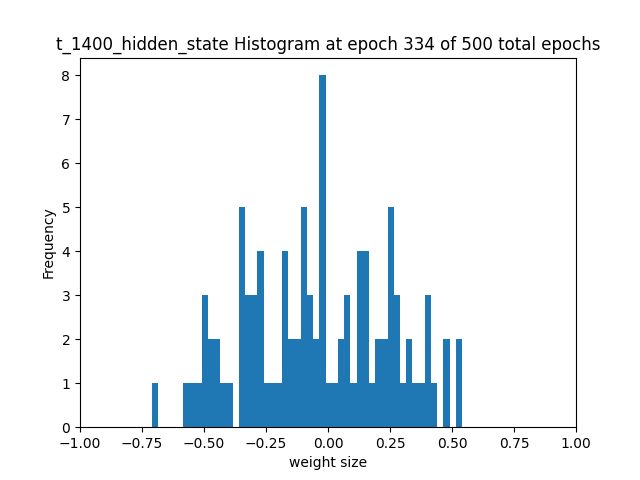 t_1400_hidden_state Histogram at epoch 334 of 500 total epochs
8
7
6
5
4
3
2
1
0
Frequency
−1.00 −0.75 −0.50 −0.25 0.00 0.25 0.50 0.75 1.00
weight size